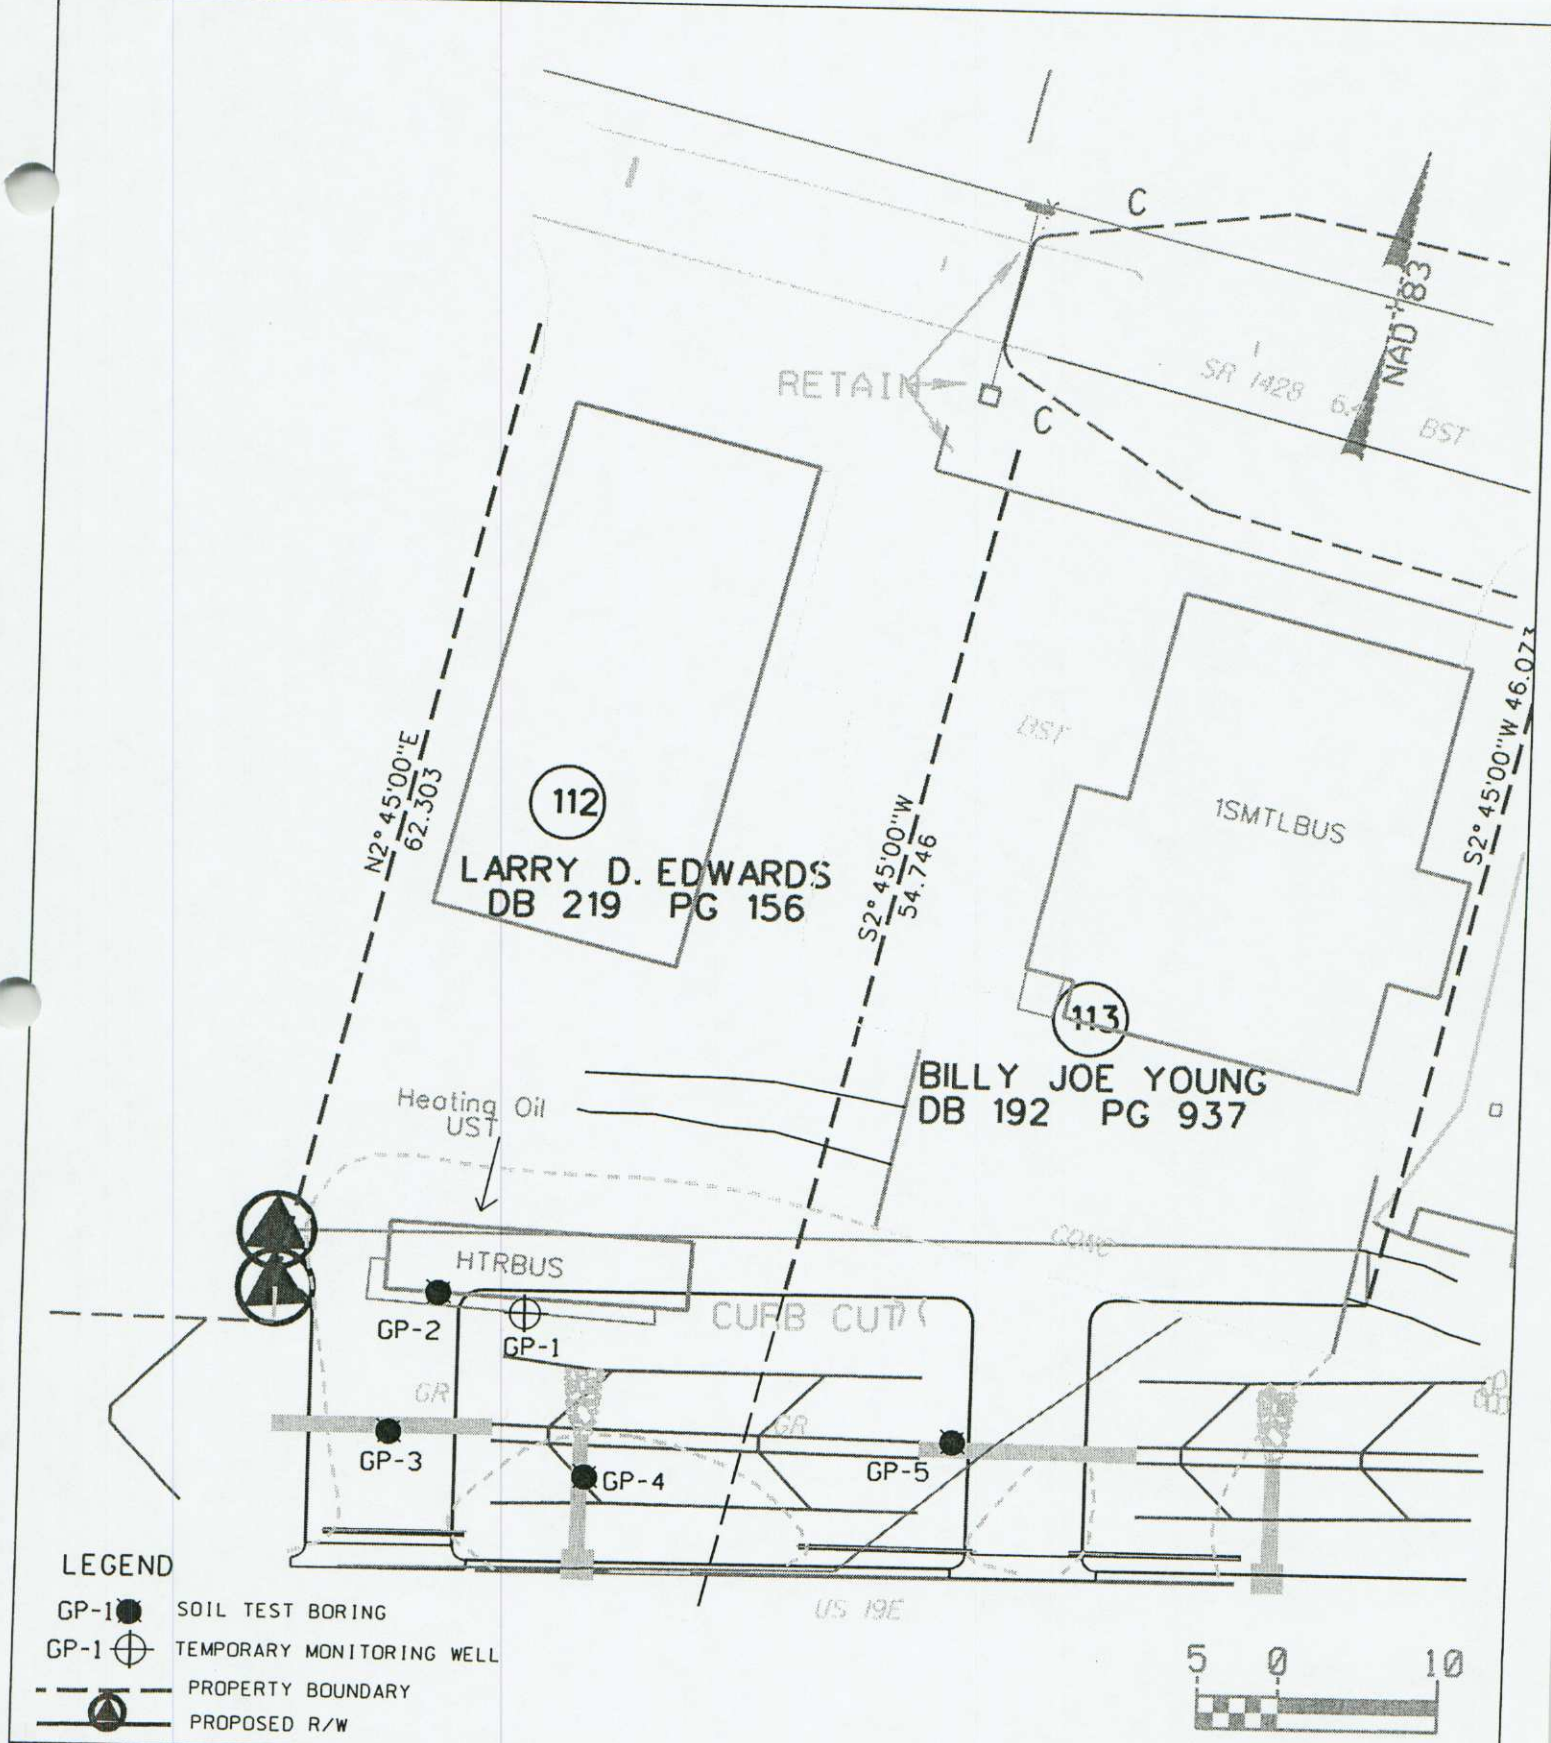 C
NAD '83
RETAIN
SR 1428
BST
C
N2° 45'00"E
62.303
112
LARRY D. EDWARDS
DB 219 PG 156
S2° 45'00"W
54.746
BST
1SMTLBUS
S2° 45'00"W 46.073
113
BILLY JOE YOUNG
DB 192 PG 937
Heating Oil
UST
CONC
HTRBUS
CURB CUT
GP-2
GP-1
GR
GR
GP-3
GP-4
GP-5
US 19E
LEGEND
GP-1 SOIL TEST BORING
GP-1 TEMPORARY MONITORING WELL
PROPERTY BOUNDARY
PROPOSED R/W
5 0 10